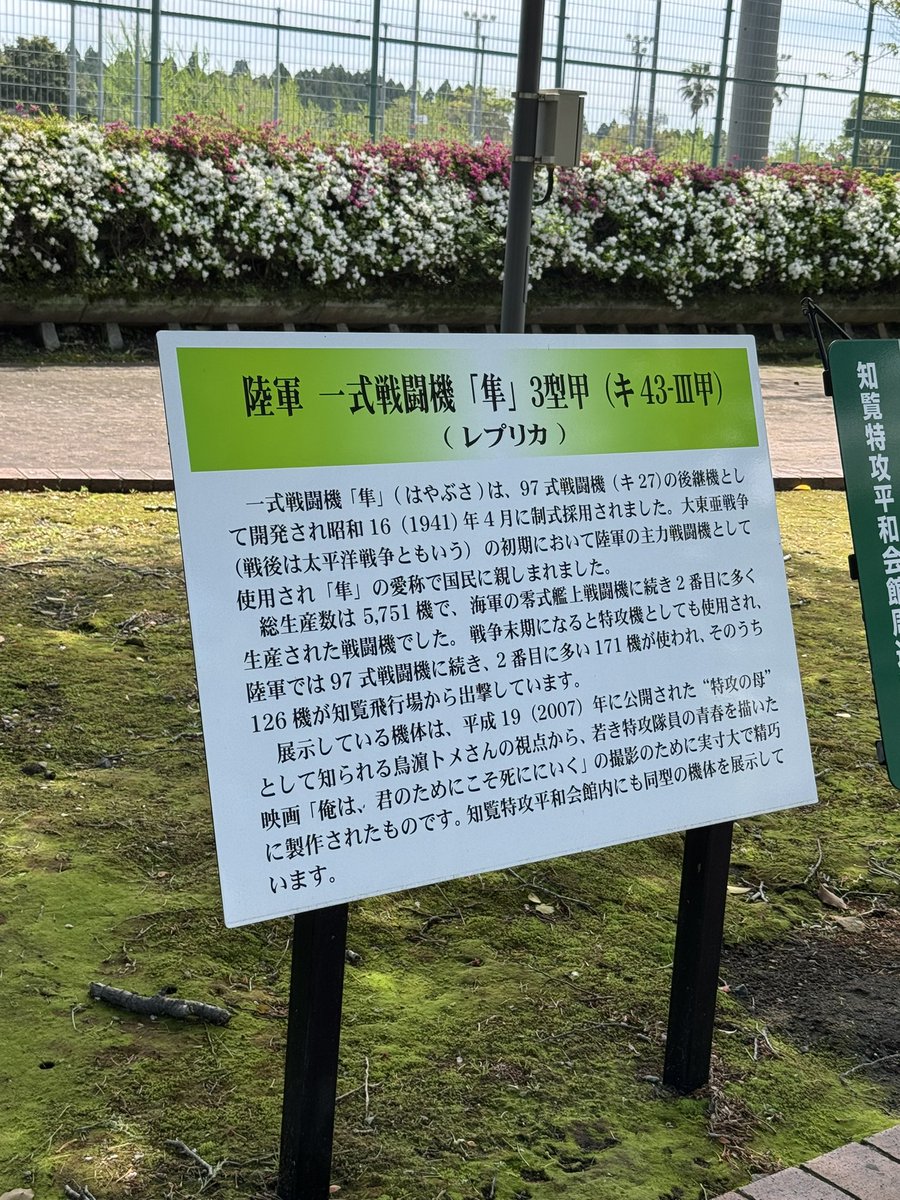 陸軍 一式戦闘機「隼」3型甲（キ43-Ⅲ甲）
（レプリカ）
一式戦闘機「隼」(はやぶさ)は、97式戦闘機（キ27)の後継機とし
て開発され昭和16（1941)年4月に制式採用されました。大東亜戦争
(戦後は太平洋戦争ともいう）の初期において陸軍の主力戦闘機として
使用され「隼」の愛称で国民に親しまれました。
総生産数は5,751機で、海軍の零式艦上戦闘機に続き2番目に多く
生産された戦闘機でした。戦争末期になると特攻機としても使用され、
陸軍では97式戦闘機に続き、2番目に多い171機が使われ、そのうち
126機が知覧飛行場から出撃しています。
展示している機体は、平成19（2007）年に公開された“特攻の母”
として知られる鳥濵トメさんの視点から、若き特攻隊員の青春を描いた
映画「俺は、君のためにこそ死ににいく」の撮影のために実寸大で精巧
に製作されたものです。知覧特攻平和会館内にも同型の機体を展示して
います。
知覧特攻平和会館周